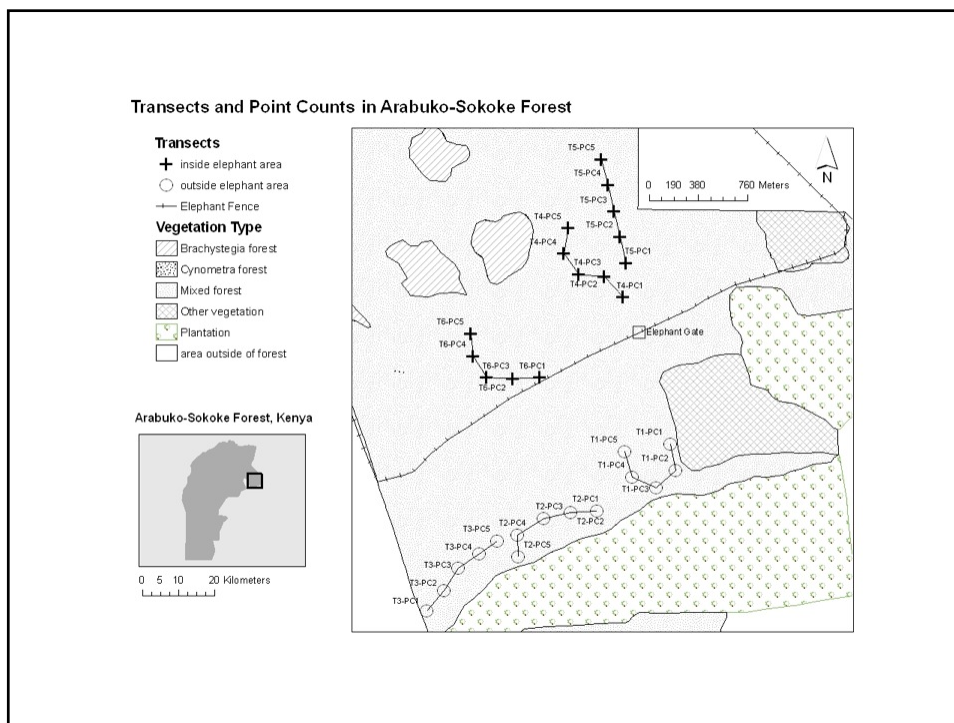 Transects and Point Counts in Arabuko-Sokoke Forest
Transects
inside elephant area
outside elephant area
Elephant Fence
Vegetation Type
Brachystegia forest
Cynometra forest
Mixed forest
Other vegetation
Plantation
area outside of forest
Arabuko-Sokoke Forest, Kenya
0 5 10 20 Kilometers
N
0 190 380 760 Meters
T5-PC5
T5-PC4
T5-PC3
T5-PC2
T5-PC1
T4-PC5
T4-PC4
T4-PC3
T4-PC2
T4-PC1
Elephant Gate
T6-PC5
T6-PC4
T6-PC3
T6-PC1
T6-PC2
T1-PC1
T1-PC5
T1-PC2
T1-PC4
T1-PC3
T2-PC1
T2-PC3
T2-PC2
T2-PC4
T2-PC5
T3-PC5
T3-PC4
T3-PC3
T3-PC2
T3-PC1